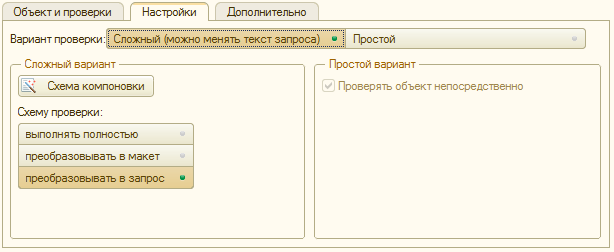 Объект и проверки Настройки Дополнительно
Вариант проверки: Сложный (можно менять текст запроса) Простой
Сложный вариант Простой вариант
Схема компоновки Проверять объект непосредственно
Схему проверки:
выполнять полностью
преобразовывать в макет
преобразовывать в запрос